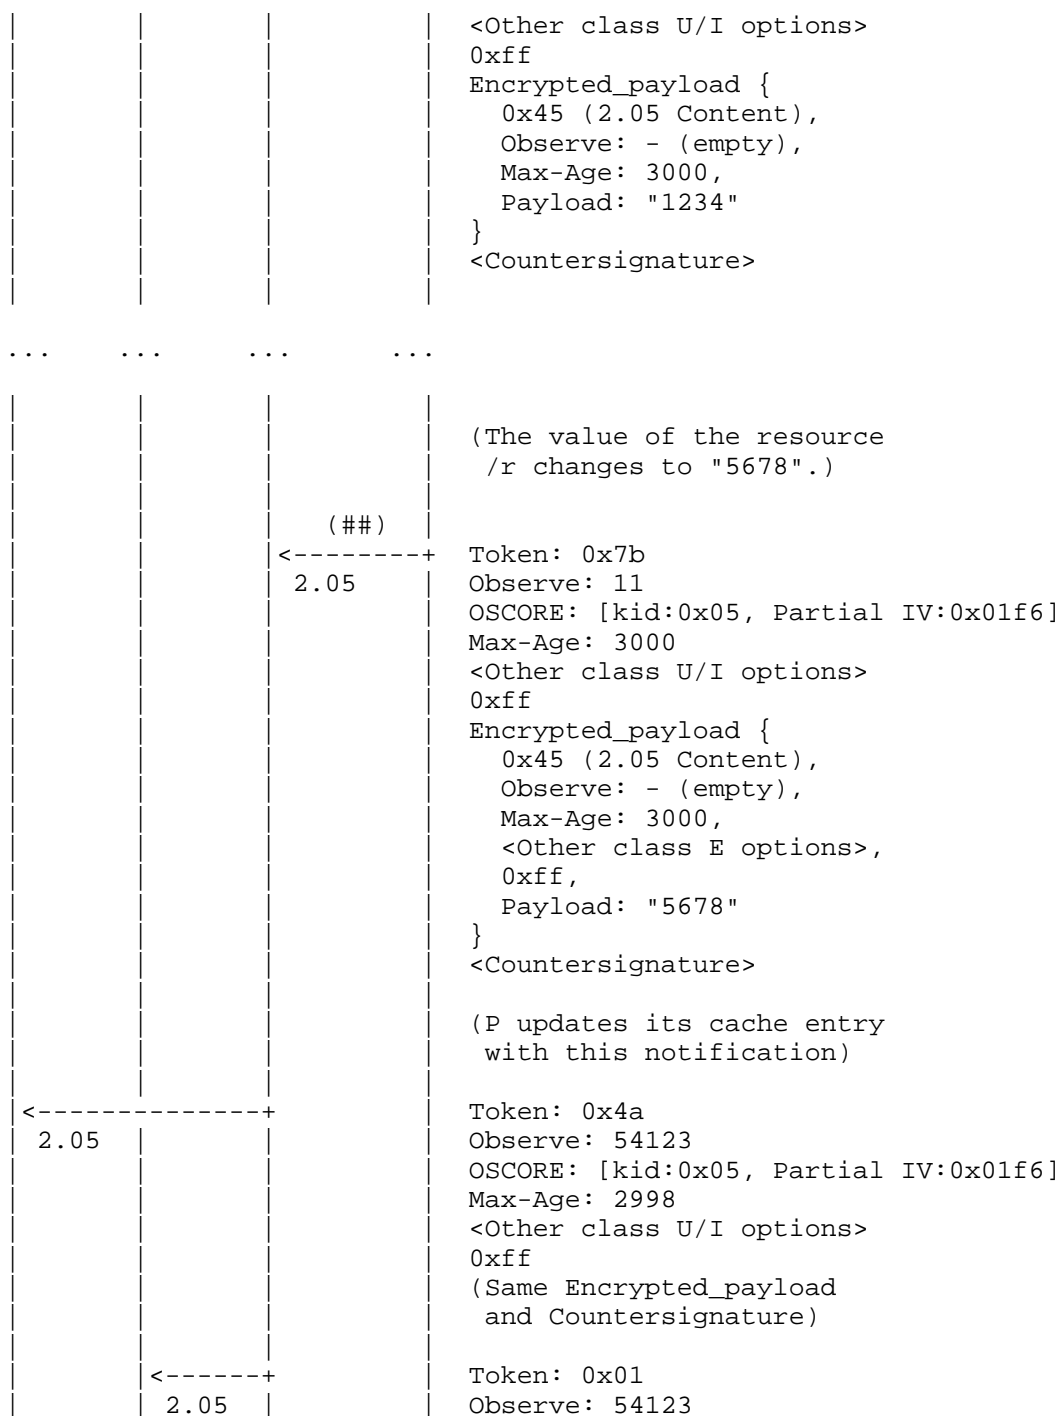 |       |       |         |  <Other class U/I options>
|       |       |         |  0xff
|       |       |         |  Encrypted_payload {
|       |       |         |    0x45 (2.05 Content),
|       |       |         |    Observe: - (empty),
|       |       |         |    Max-Age: 3000,
|       |       |         |    Payload: "1234"
|       |       |         |  }
|       |       |         |  <Countersignature>
|       |       |         |
...    ...     ...      ...
|       |       |         |
|       |       |         |  (The value of the resource
|       |       |         |   /r changes to "5678".)
|       |       |         |
|       |       |   (##)  |
|       |       |<--------+  Token: 0x7b
|       |       | 2.05    |  Observe: 11
|       |       |         |  OSCORE: [kid:0x05, Partial IV:0x01f6]
|       |       |         |  Max-Age: 3000
|       |       |         |  <Other class U/I options>
|       |       |         |  0xff
|       |       |         |  Encrypted_payload {
|       |       |         |    0x45 (2.05 Content),
|       |       |         |    Observe: - (empty),
|       |       |         |    Max-Age: 3000,
|       |       |         |    <Other class E options>,
|       |       |         |    0xff,
|       |       |         |    Payload: "5678"
|       |       |         |  }
|       |       |         |  <Countersignature>
|       |       |         |
|       |       |         |  (P updates its cache entry
|       |       |         |   with this notification)
|       |       |         |
|<--------------+         |  Token: 0x4a
| 2.05  |       |         |  Observe: 54123
|       |       |         |  OSCORE: [kid:0x05, Partial IV:0x01f6]
|       |       |         |  Max-Age: 2998
|       |       |         |  <Other class U/I options>
|       |       |         |  0xff
|       |       |         |  (Same Encrypted_payload
|       |       |         |   and Countersignature)
|       |       |         |
|       |<------+         |  Token: 0x01
|       | 2.05  |         |  Observe: 54123